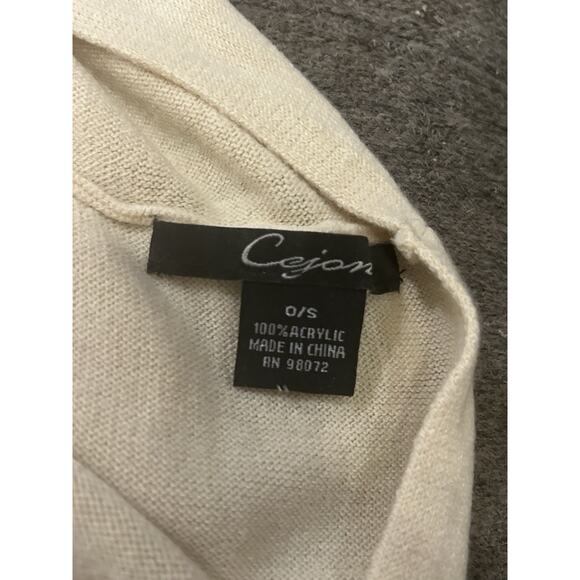 Cejon
O/S
100% ACRYLIC
MADE IN CHINA
RN 98072